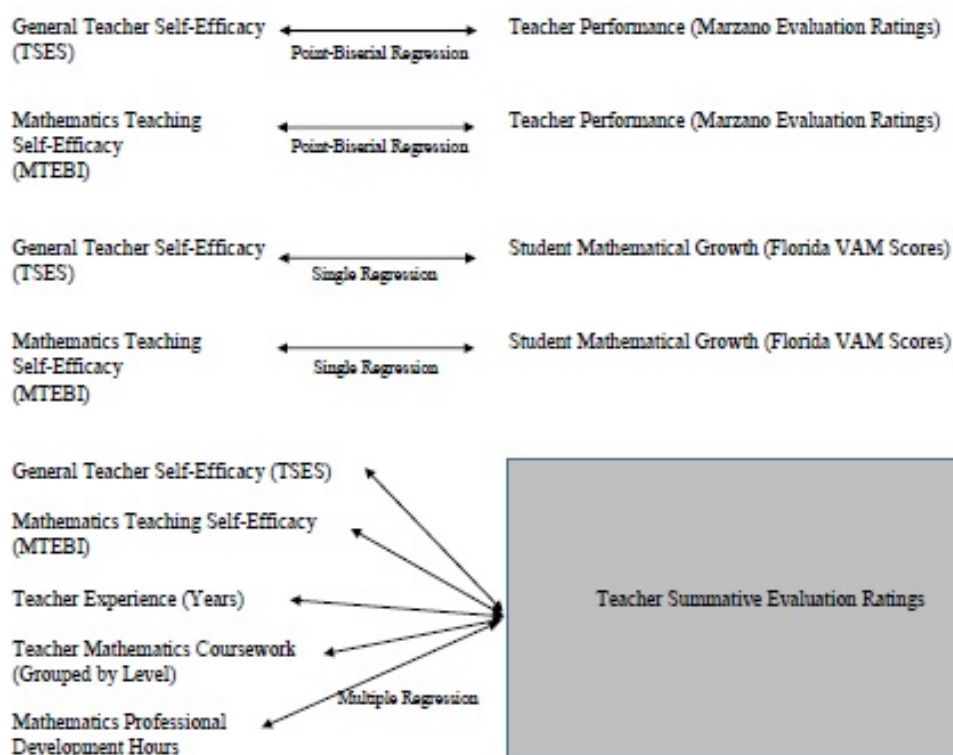 General Teacher Self-Efficacy
(TSES)
Point-Biserial Regression
Teacher Performance (Marzano Evaluation Ratings)
Mathematics Teaching
Self-Efficacy
(MTEBI)
Point-Biserial Regression
Teacher Performance (Marzano Evaluation Ratings)
General Teacher Self-Efficacy
(TSES)
Single Regression
Student Mathematical Growth (Florida VAM Scores)
Mathematics Teaching
Self-Efficacy
(MTEBI)
Single Regression
Student Mathematical Growth (Florida VAM Scores)
General Teacher Self-Efficacy (TSES)
Mathematics Teaching Self-Efficacy
(MTEBI)
Teacher Experience (Years)
Teacher Mathematics Coursework
(Grouped by Level)
Mathematics Professional
Development Hours
Multiple Regression
Teacher Summative Evaluation Ratings